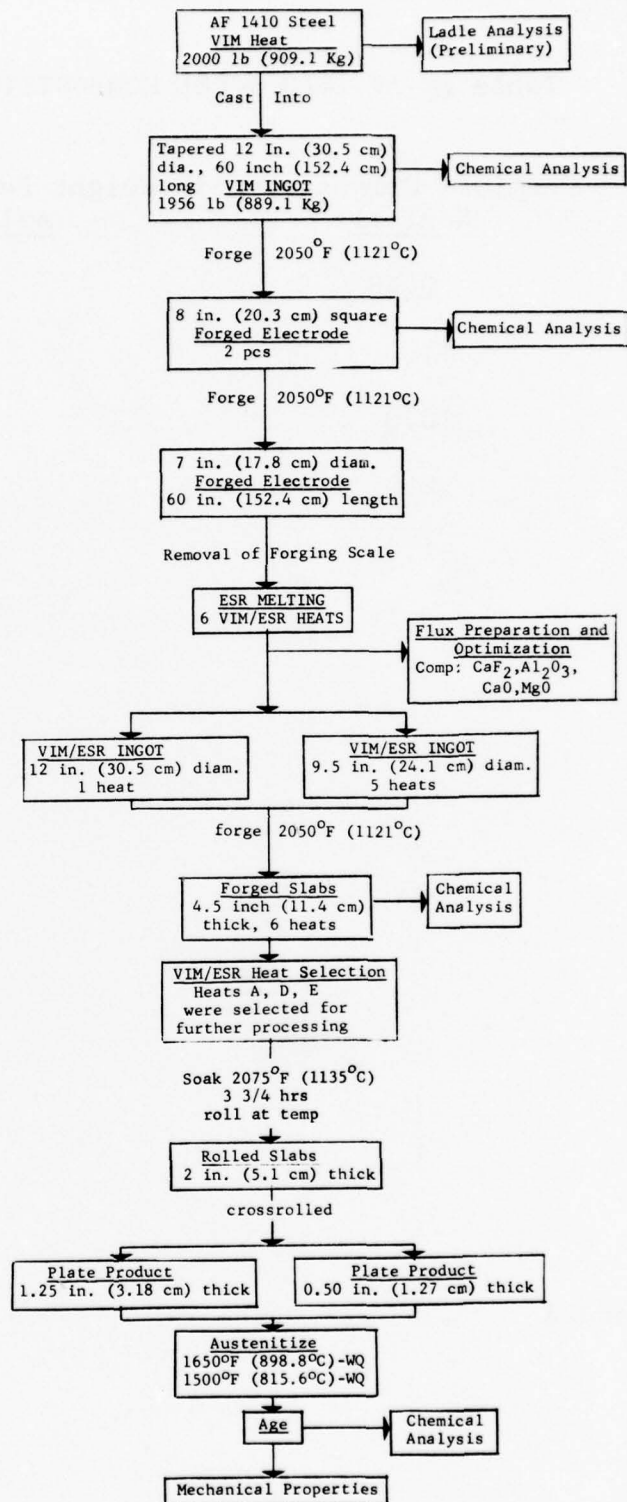 AF 1410 Steel
VIM Heat
2000 lb (909.1 Kg)
Ladle Analysis
(Preliminary)
Cast Into
Tapered 12 In. (30.5 cm)
dia., 60 inch (152.4 cm)
long VIM INGOT
1956 lb (889.1 Kg)
Chemical Analysis
Forge 2050°F (1121°C)
8 in. (20.3 cm) square
Forged Electrode
2 pcs
Chemical Analysis
Forge 2050°F (1121°C)
7 in. (17.8 cm) diam.
Forged Electrode
60 in. (152.4 cm) length
Removal of Forging Scale
ESR MELTING
6 VIM/ESR HEATS
Flux Preparation and
Optimization
Comp: CaF₂,Al₂O₃,
CaO,MgO
VIM/ESR INGOT
12 in. (30.5 cm) diam.
1 heat
VIM/ESR INGOT
9.5 in. (24.1 cm) diam.
5 heats
forge 2050°F (1121°C)
Forged Slabs
4.5 inch (11.4 cm)
thick, 6 heats
Chemical
Analysis
VIM/ESR Heat Selection
Heats A, D, E
were selected for
further processing
Soak 2075°F (1135°C)
3 3/4 hrs
roll at temp
Rolled Slabs
2 in. (5.1 cm) thick
crossrolled
Plate Product
1.25 in. (3.18 cm) thick
Plate Product
0.50 in. (1.27 cm) thick
Austenitize
1650°F (898.8°C)-WQ
1500°F (815.6°C)-WQ
Age
Chemical
Analysis
Mechanical Properties